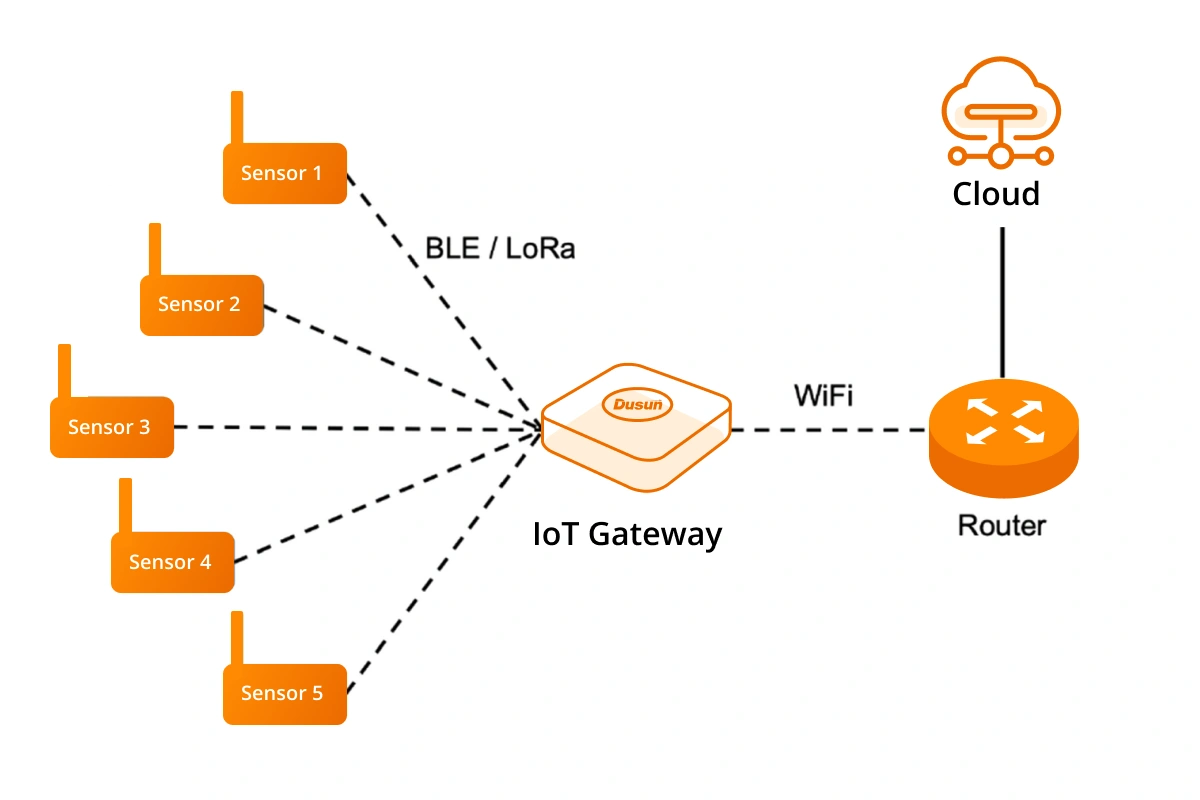 Cloud
Sensor 1
BLE / LoRa
Sensor 2
Sensor 3
Dusun
WiFi
IoT Gateway
Router
Sensor 4
Sensor 5